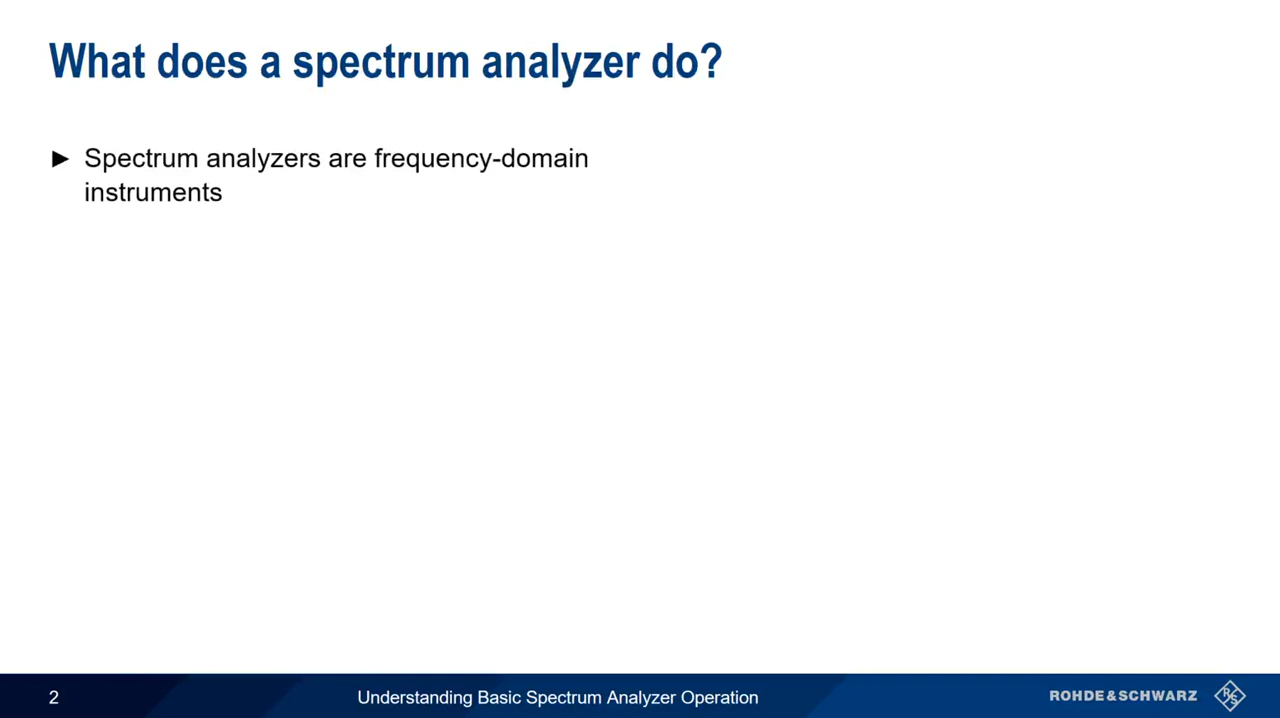 What does a spectrum analyzer do?
► Spectrum analyzers are frequency-domain
instruments
2
Understanding Basic Spectrum Analyzer Operation
ROHDE&SCHWARZ
R&S